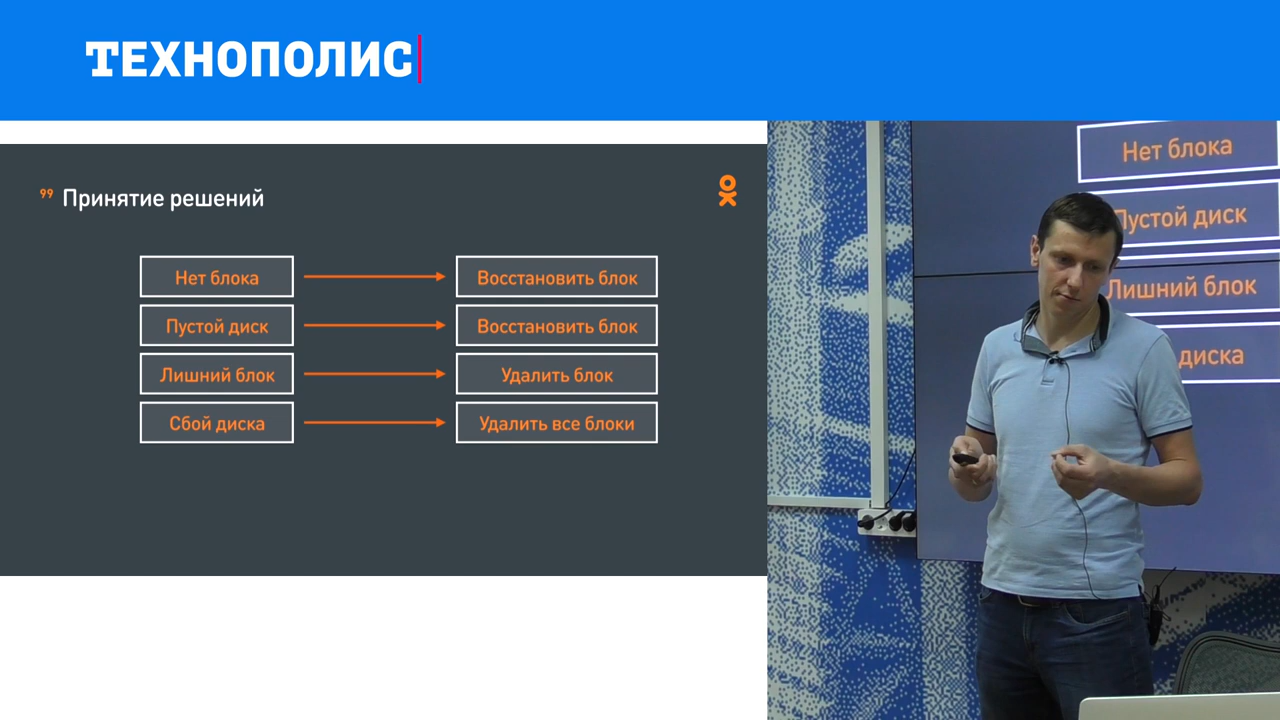 ТЕХНОПОЛИС
Принятие решений
Нет блока
Восстановить блок
Пустой диск
Восстановить блок
Лишний блок
Удалить блок
Сбой диска
Удалить все блоки
Нет блока
Пустой диск
Лишний блок
диска